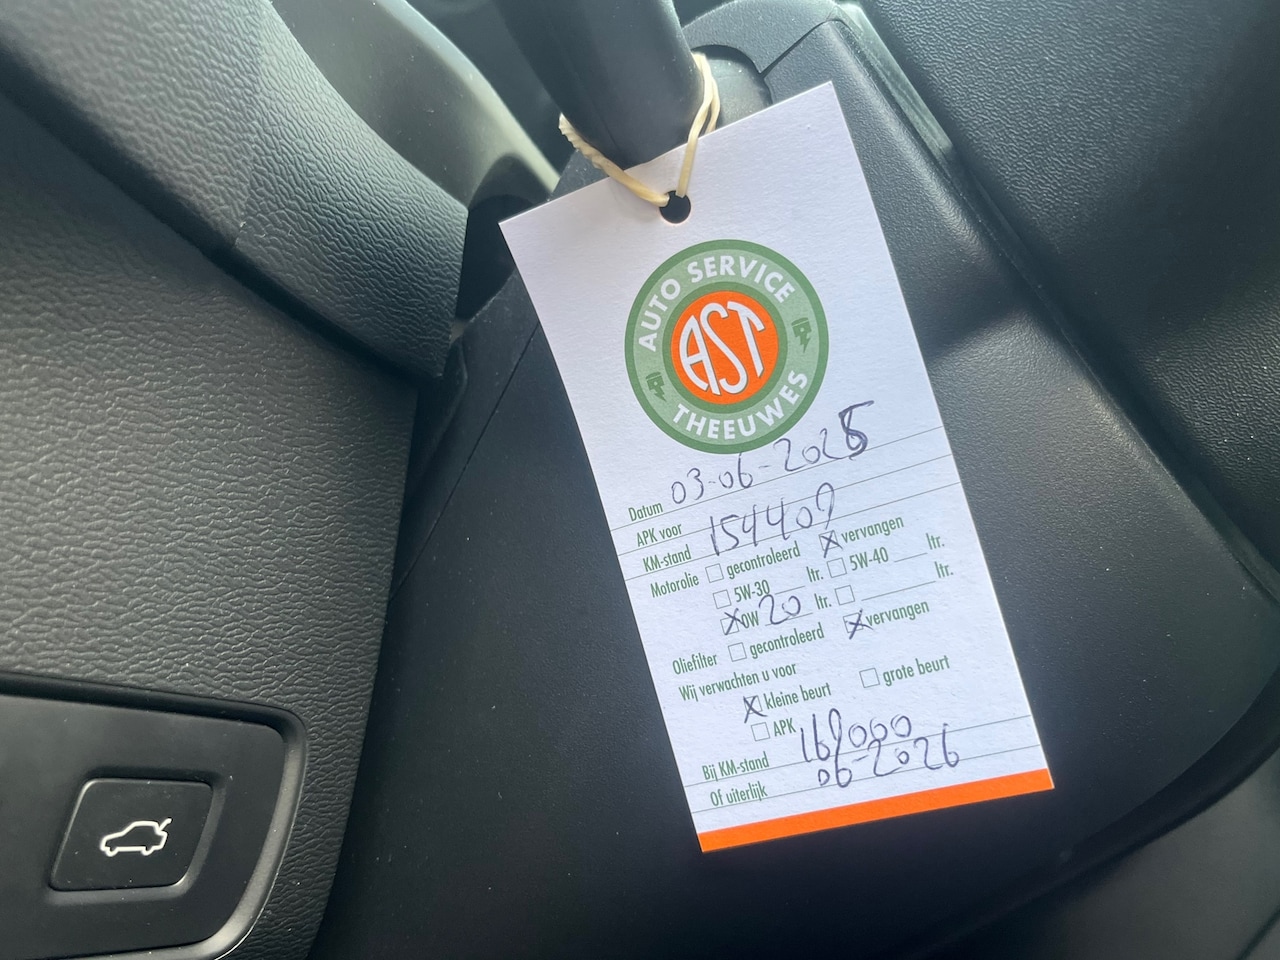 AUTO SERVICE
AST
THEEUWES
Datum 03-06-2025
APK voor
KM-stand 154409
Motorolie ☐ gecontroleerd ☒ vervangen
☐ 5W-30 ltr. ☐ 5W-40 ltr.
☒ 0W 20 ltr. ☐ ltr.
Oliefilter ☐ gecontroleerd ☒ vervangen
Wij verwachten u voor
☒ kleine beurt ☐ grote beurt
☐ APK
Bij KM-stand 169000
Of uiterlijk 06-2026